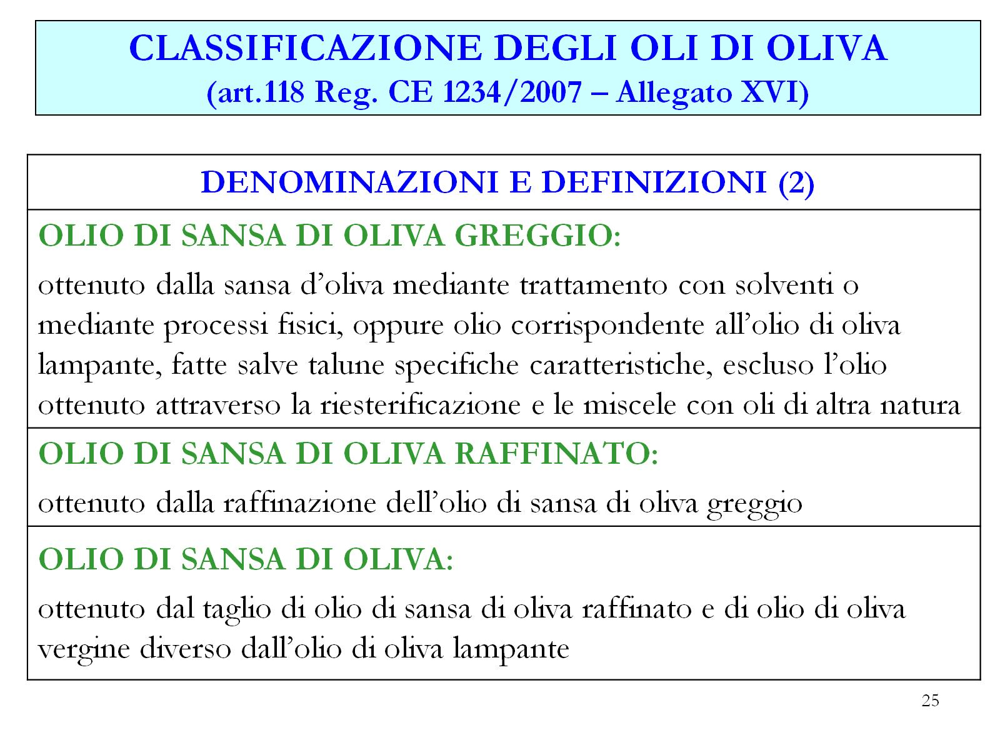 CLASSIFICAZIONE DEGLI OLI DI OLIVA
(art.118 Reg. CE 1234/2007 – Allegato XVI)
DENOMINAZIONI E DEFINIZIONI (2)
OLIO DI SANSA DI OLIVA GREGGIO:
ottenuto dalla sansa d’oliva mediante trattamento con solventi o
mediante processi fisici, oppure olio corrispondente all’olio di oliva
lampante, fatte salve talune specifiche caratteristiche, escluso l’olio
ottenuto attraverso la riesterificazione e le miscele con oli di altra natura
OLIO DI SANSA DI OLIVA RAFFINATO:
ottenuto dalla raffinazione dell’olio di sansa di oliva greggio
OLIO DI SANSA DI OLIVA:
ottenuto dal taglio di olio di sansa di oliva raffinato e di olio di oliva
vergine diverso dall’olio di oliva lampante
25